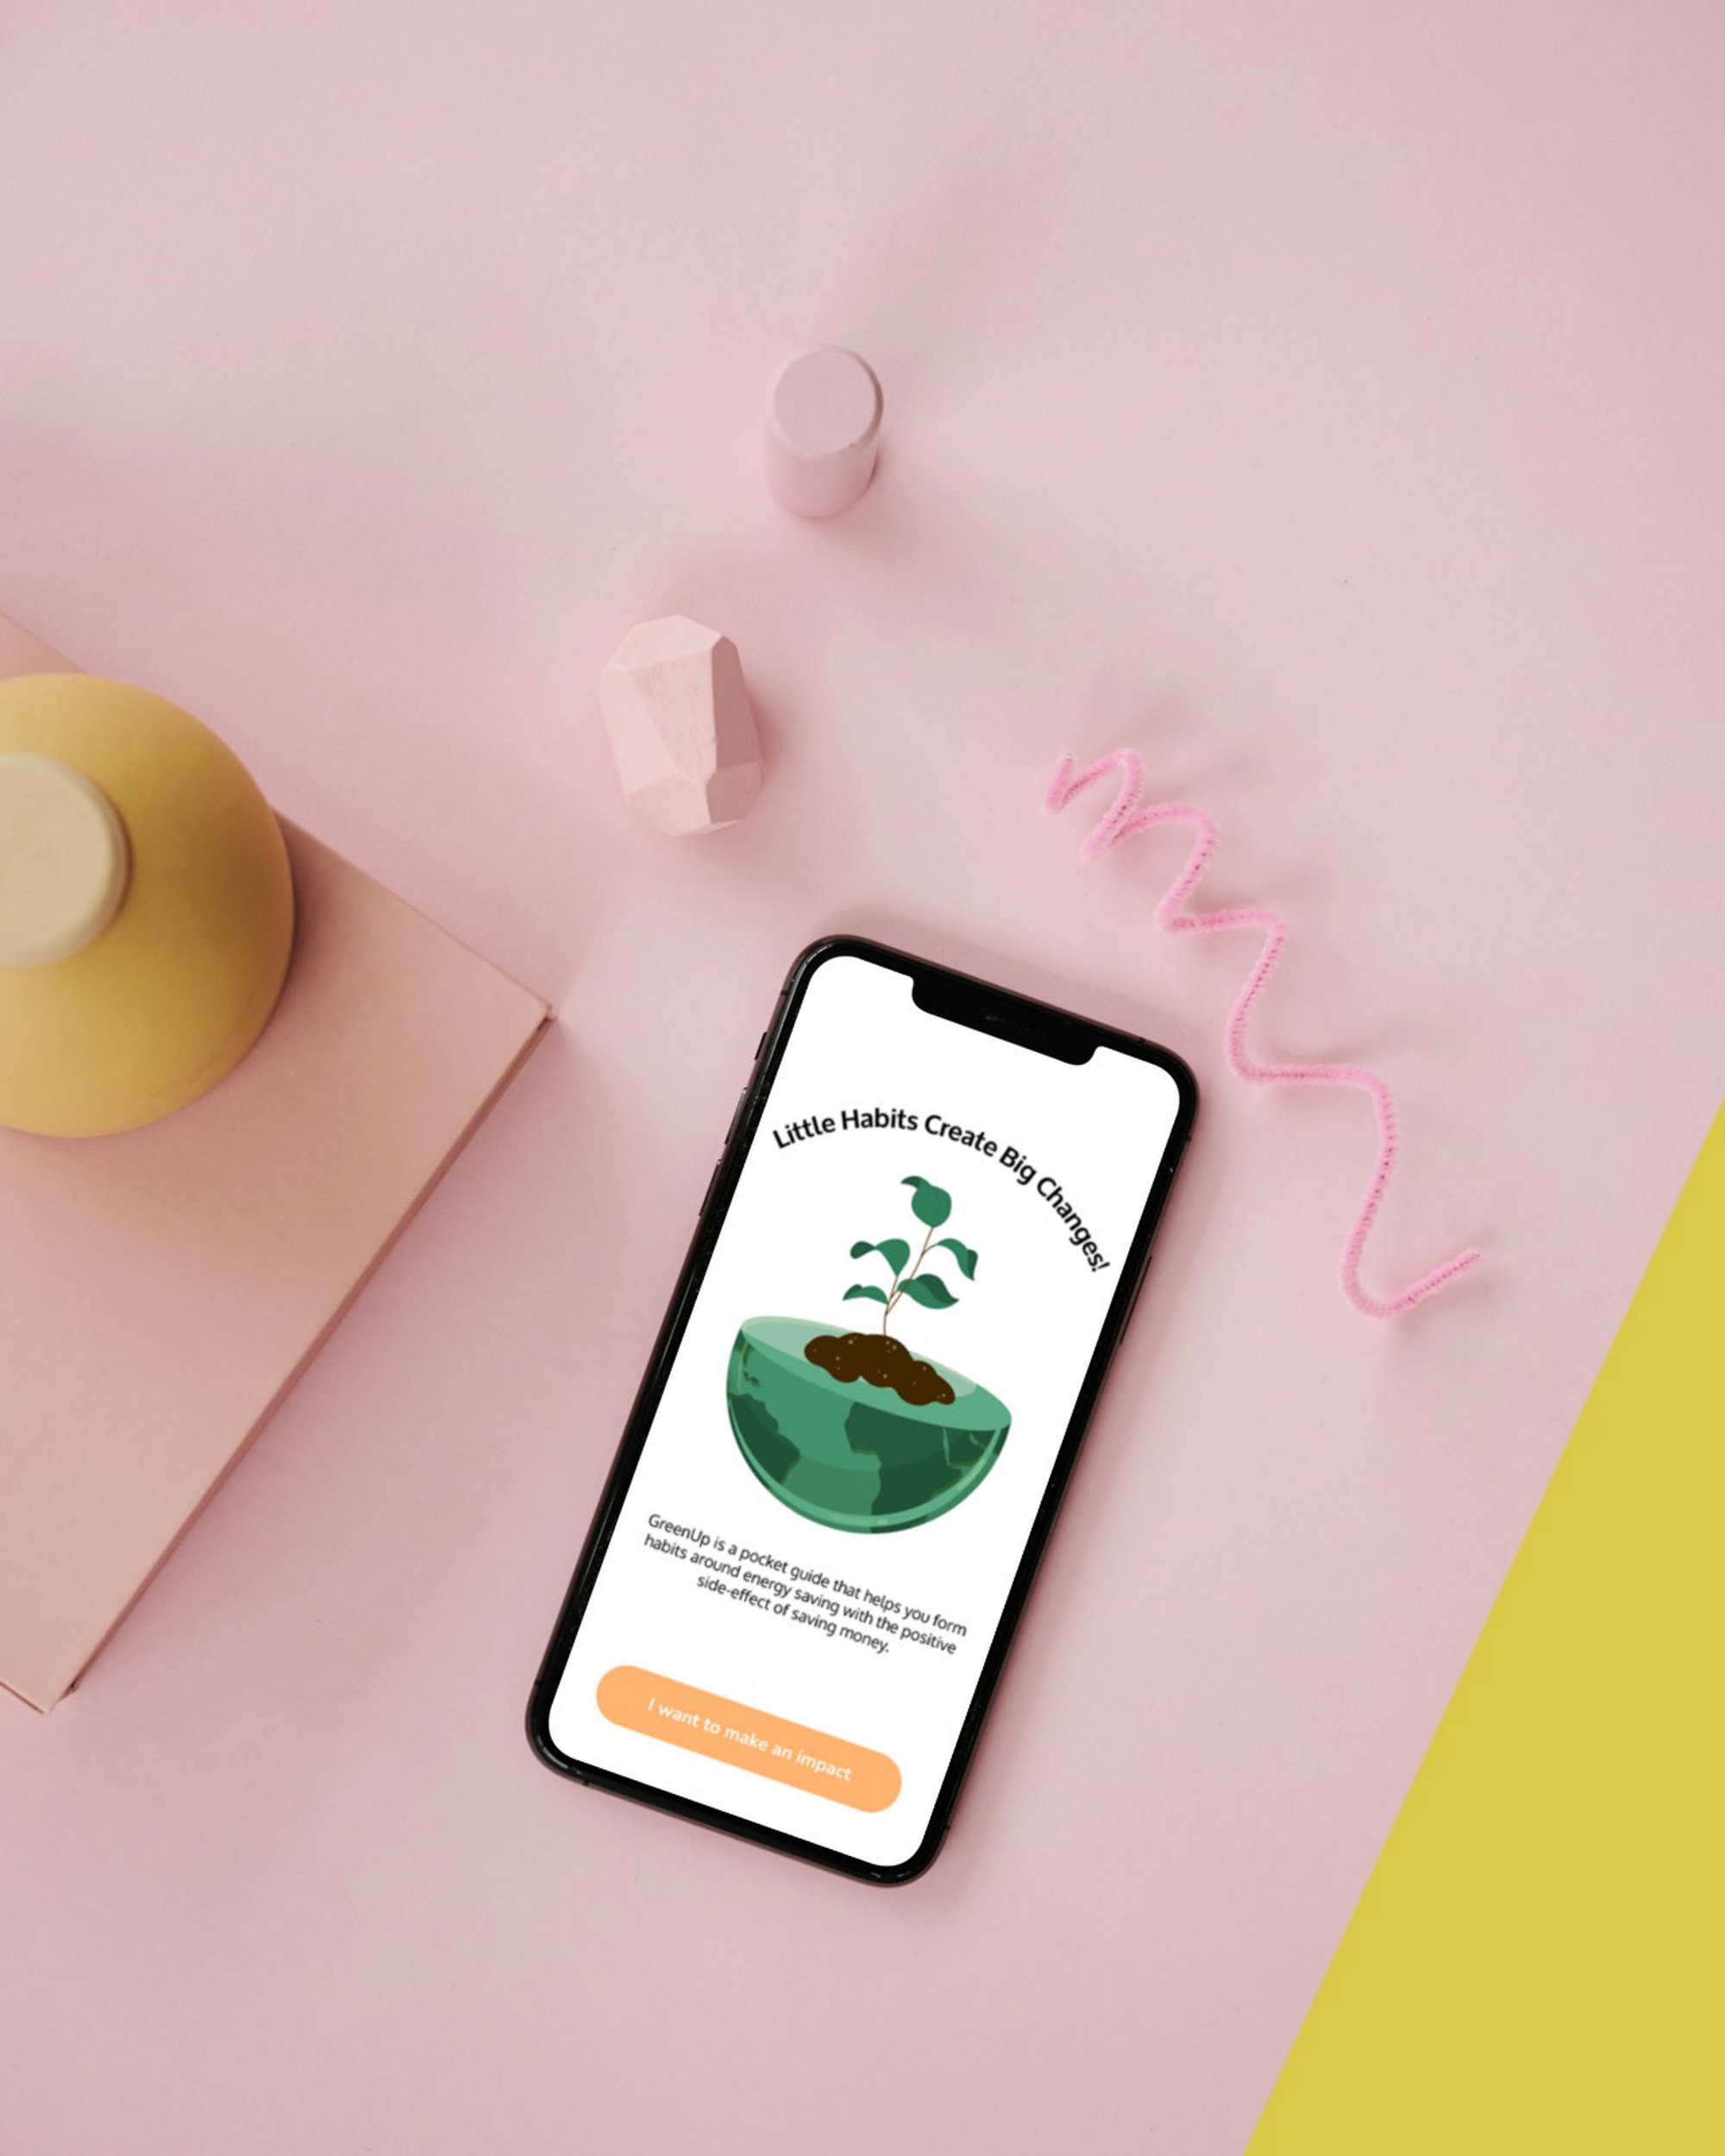 Little Habits Create Big Changes!
GreenUp is a pocket guide that helps you form
habits around energy saving with the positive
side-effect of saving money.
I want to make an impact